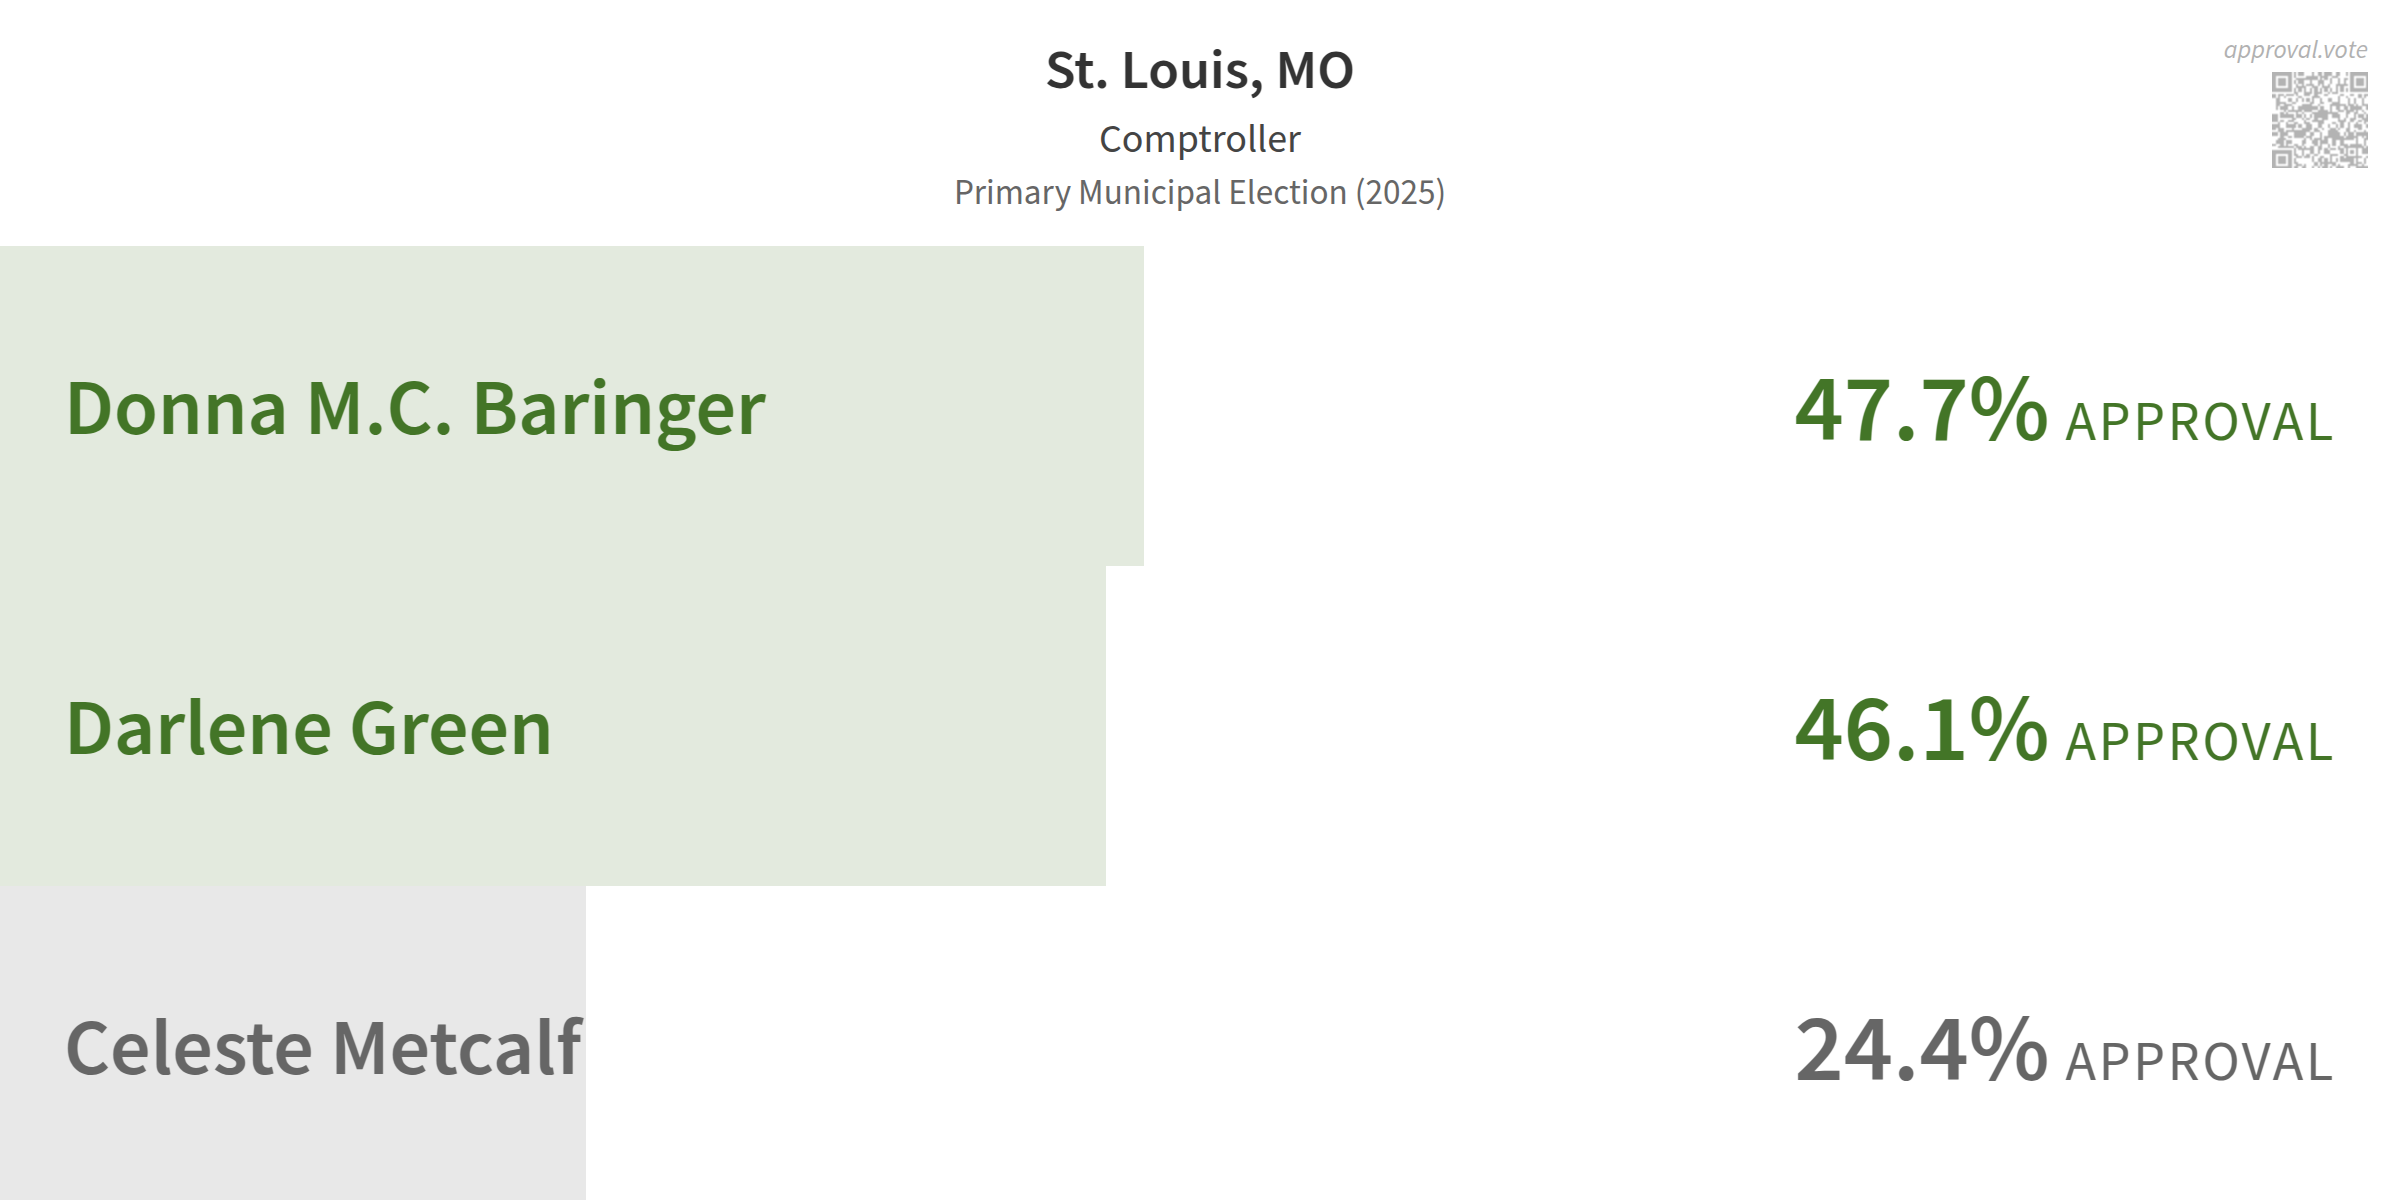 St. Louis, MO
Comptroller
Primary Municipal Election (2025)
approval.vote
Donna M.C. Baringer 47.7% APPROVAL
Darlene Green 46.1% APPROVAL
Celeste Metcalf 24.4% APPROVAL